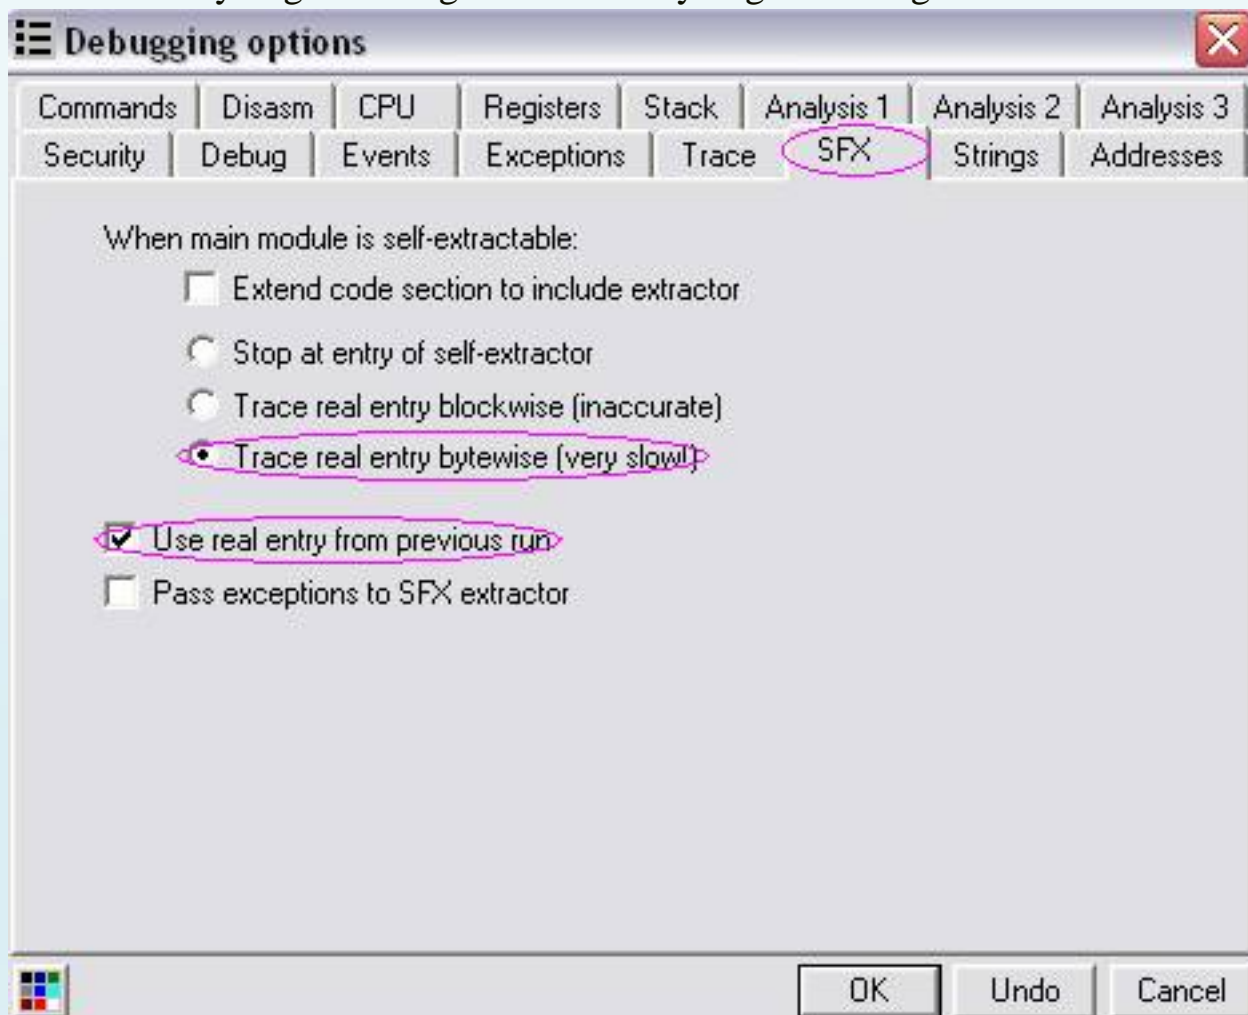 Debugging options
Commands Disasm CPU Registers Stack Analysis 1 Analysis 2 Analysis 3
Security Debug Events Exceptions Trace SFX Strings Addresses
When main module is self-extractable:
Extend code section to include extractor
Stop at entry of self-extractor
Trace real entry blockwise (inaccurate)
Trace real entry bytewise (very slow!)
Use real entry from previous run
Pass exceptions to SFX extractor
OK Undo Cancel